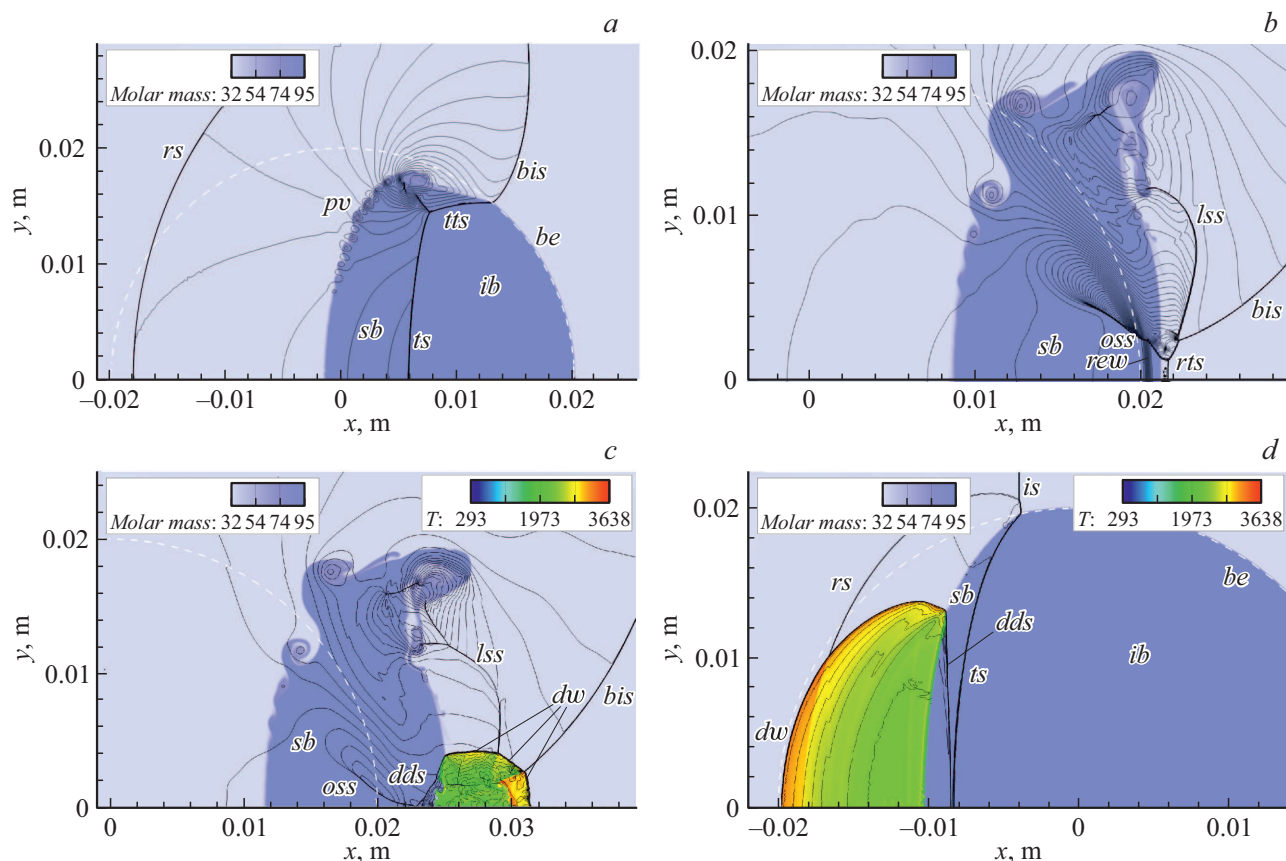 a
Molar mass: 32 54 74 95
rs
pv
tts
bis
be
ib
sb
ts
y, m
0.02
0.01
0
−0.02
−0.01
0
0.01
0.02
x, m
b
Molar mass: 32 54 74 95
lss
bis
oss
sb
rew
rts
y, m
0.02
0.01
0
0
0.01
0.02
x, m
c
Molar mass: 32 54 74 95
T: 293 1973 3638
lss
dw
bis
sb
dds
oss
y, m
0.02
0.01
0
0
0.01
0.02
0.03
x, m
d
Molar mass: 32 54 74 95
is
T: 293 1973 3638
rs
sb
be
dds
ib
ts
dw
y, m
0.02
0.01
0
−0.02
−0.01
0
0.01
x, m